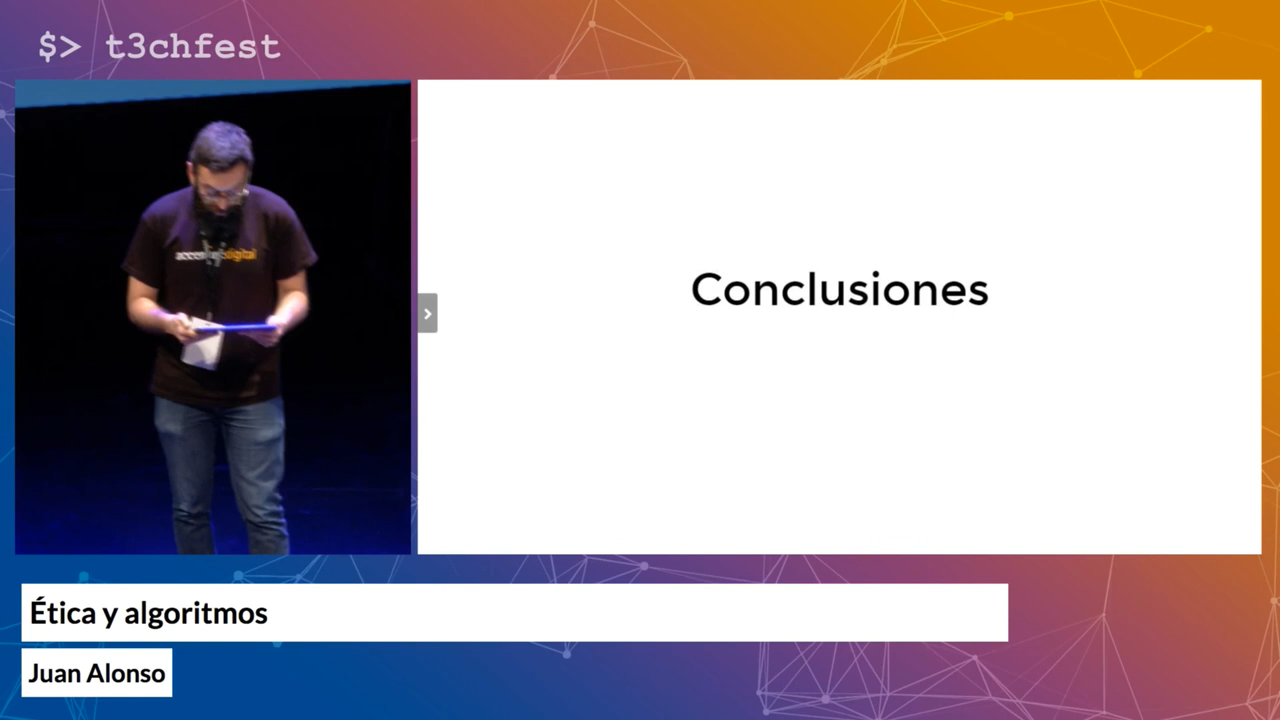 $> t3chfest
Conclusiones
Ética y algoritmos
Juan Alonso